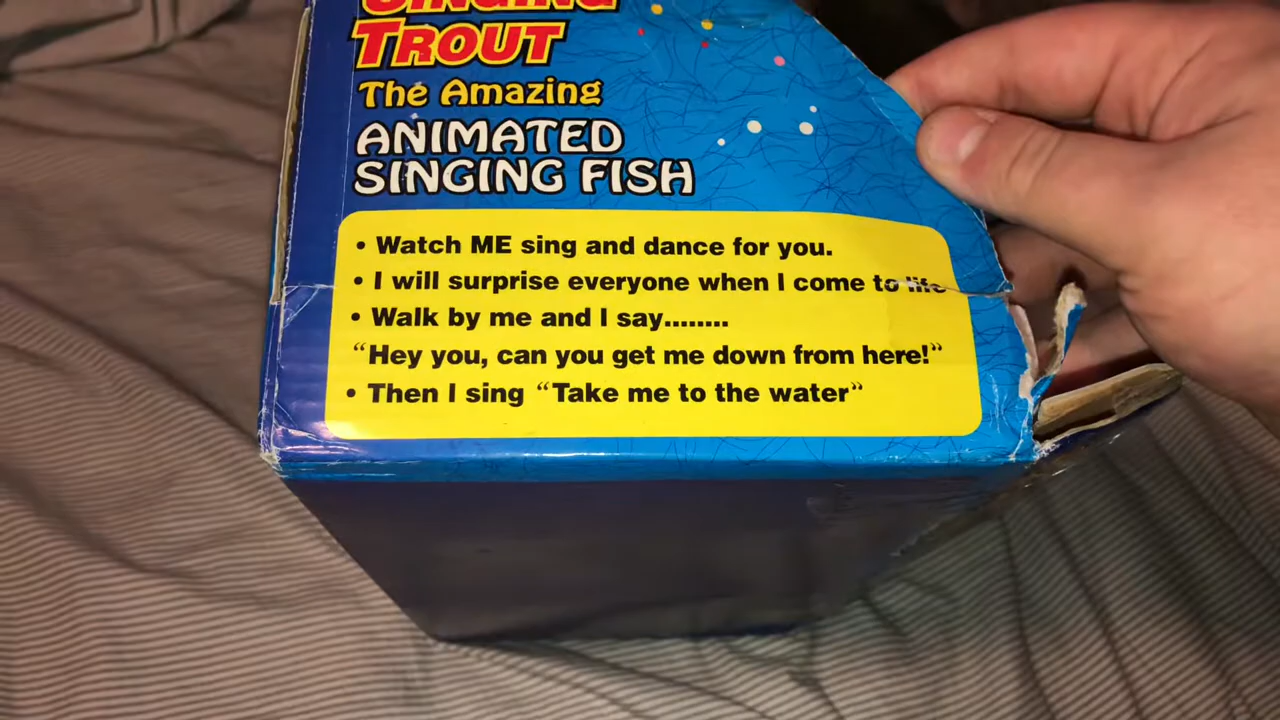 SINGING
TROUT
The Amazing
ANIMATED
SINGING FISH
• Watch ME sing and dance for you.
• I will surprise everyone when I come to life
• Walk by me and I say........
“Hey you, can you get me down from here!”
• Then I sing “Take me to the water”